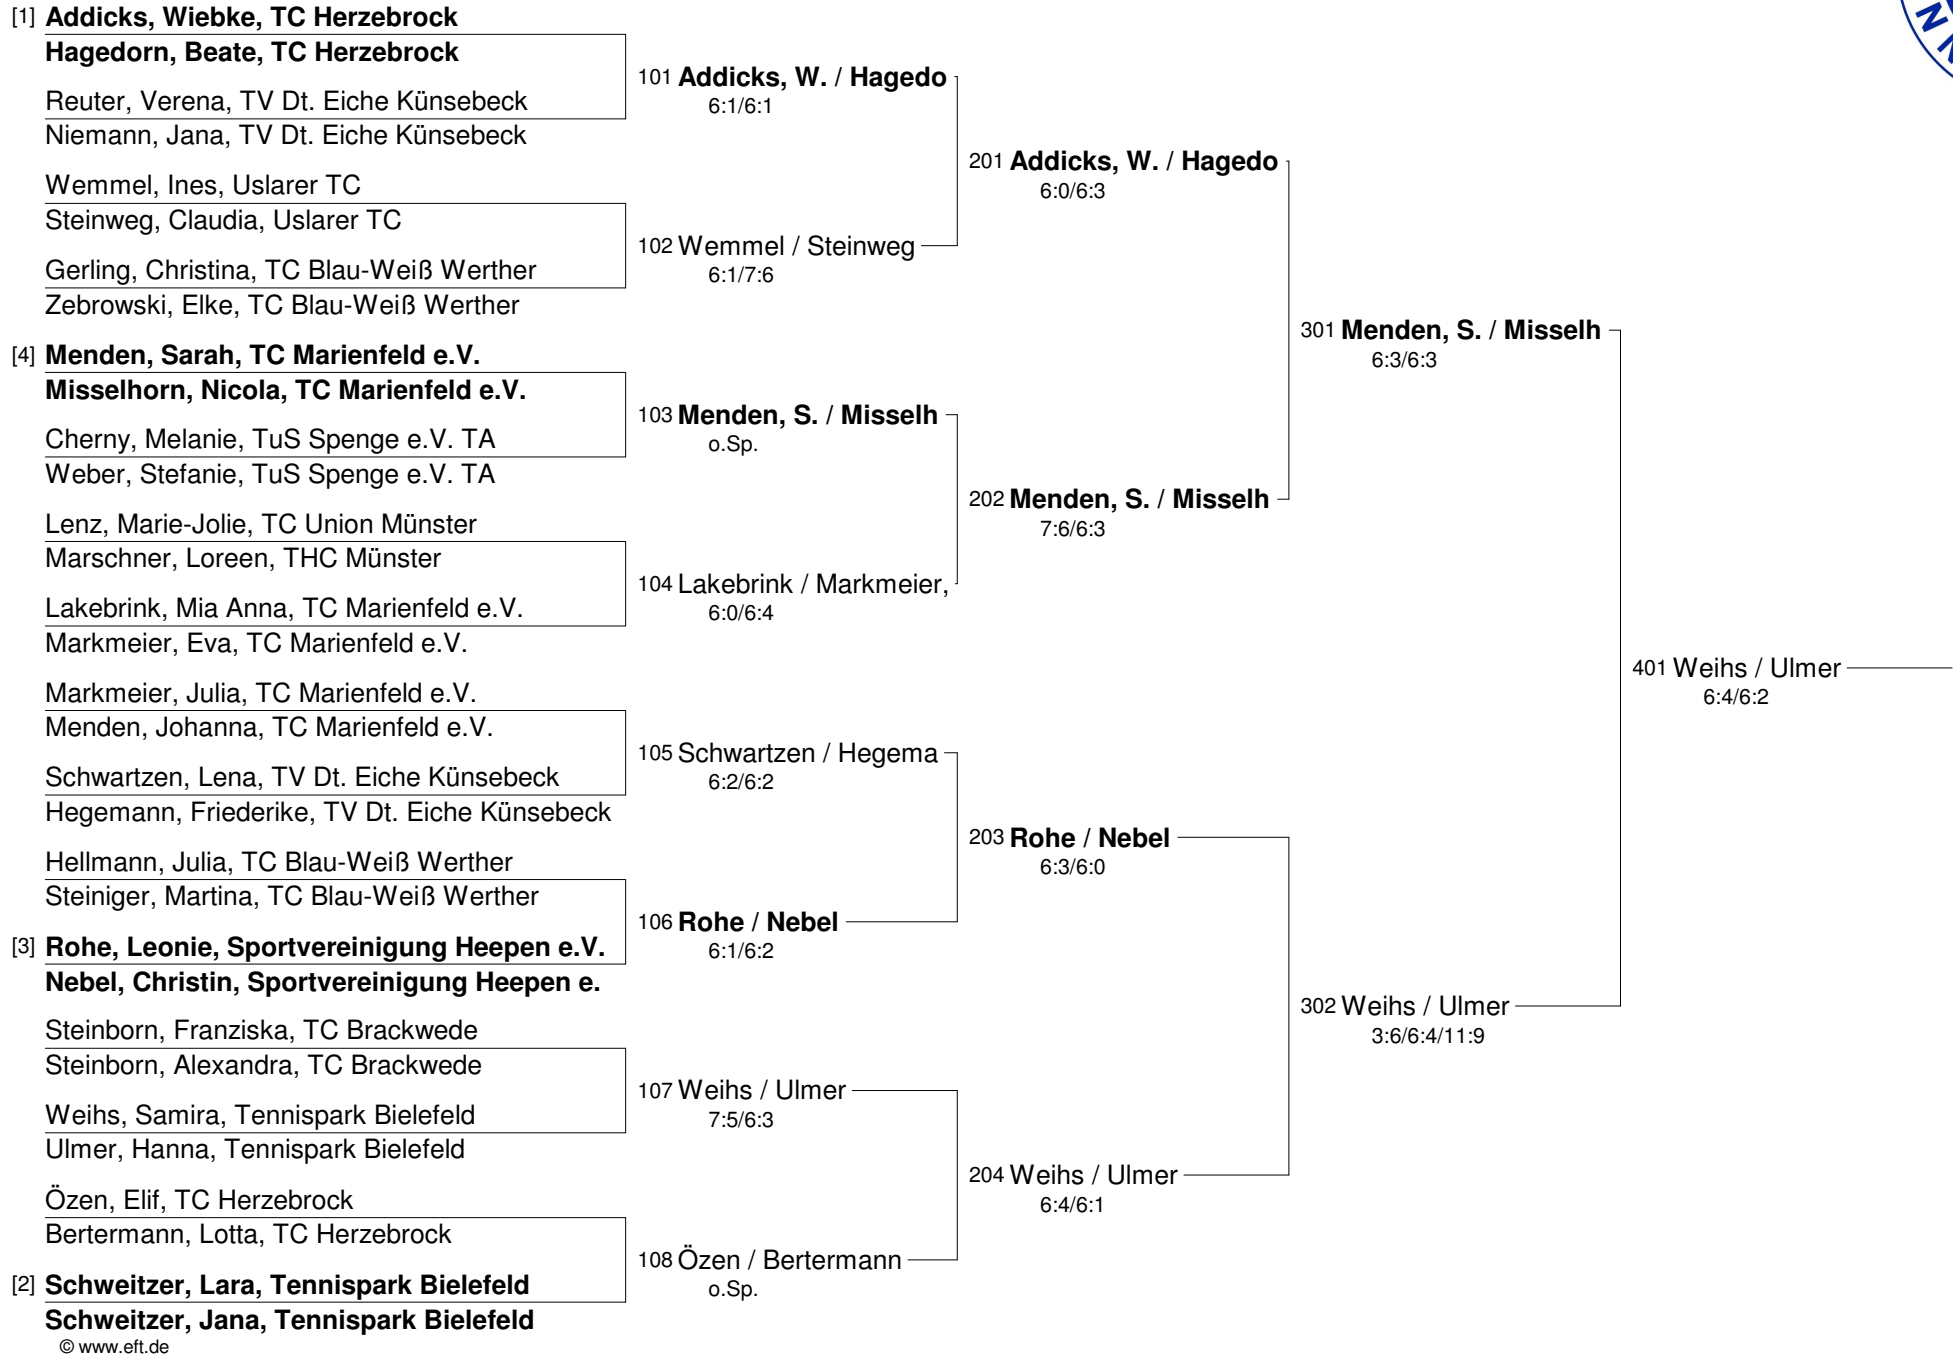 [1] Addicks, Wiebke, TC Herzebrock
Hagedorn, Beate, TC Herzebrock
101 Addicks, W. / Hagedo
6:1/6:1
Reuter, Verena, TV Dt. Eiche Künsebeck
Niemann, Jana, TV Dt. Eiche Künsebeck
201 Addicks, W. / Hagedo
6:0/6:3
Wemmel, Ines, Uslarer TC
Steinweg, Claudia, Uslarer TC
102 Wemmel / Steinweg
6:1/7:6
Gerling, Christina, TC Blau-Weiß Werther
Zebrowski, Elke, TC Blau-Weiß Werther
301 Menden, S. / Misselh
6:3/6:3
[4] Menden, Sarah, TC Marienfeld e.V.
Misselhorn, Nicola, TC Marienfeld e.V.
103 Menden, S. / Misselh
o.Sp.
Cherny, Melanie, TuS Spenge e.V. TA
Weber, Stefanie, TuS Spenge e.V. TA
202 Menden, S. / Misselh
7:6/6:3
Lenz, Marie-Jolie, TC Union Münster
Marschner, Loreen, THC Münster
104 Lakebrink / Markmeier,
6:0/6:4
Lakebrink, Mia Anna, TC Marienfeld e.V.
Markmeier, Eva, TC Marienfeld e.V.
401 Weihs / Ulmer
6:4/6:2
Markmeier, Julia, TC Marienfeld e.V.
Menden, Johanna, TC Marienfeld e.V.
105 Schwartzen / Hegema
6:2/6:2
Schwartzen, Lena, TV Dt. Eiche Künsebeck
Hegemann, Friederike, TV Dt. Eiche Künsebeck
203 Rohe / Nebel
6:3/6:0
Hellmann, Julia, TC Blau-Weiß Werther
Steiniger, Martina, TC Blau-Weiß Werther
106 Rohe / Nebel
6:1/6:2
[3] Rohe, Leonie, Sportvereinigung Heepen e.V.
Nebel, Christin, Sportvereinigung Heepen e.
302 Weihs / Ulmer
3:6/6:4/11:9
Steinborn, Franziska, TC Brackwede
Steinborn, Alexandra, TC Brackwede
107 Weihs / Ulmer
7:5/6:3
Weihs, Samira, Tennispark Bielefeld
Ulmer, Hanna, Tennispark Bielefeld
204 Weihs / Ulmer
6:4/6:1
Özen, Elif, TC Herzebrock
Bertermann, Lotta, TC Herzebrock
108 Özen / Bertermann
o.Sp.
[2] Schweitzer, Lara, Tennispark Bielefeld
Schweitzer, Jana, Tennispark Bielefeld
© www.eft.de